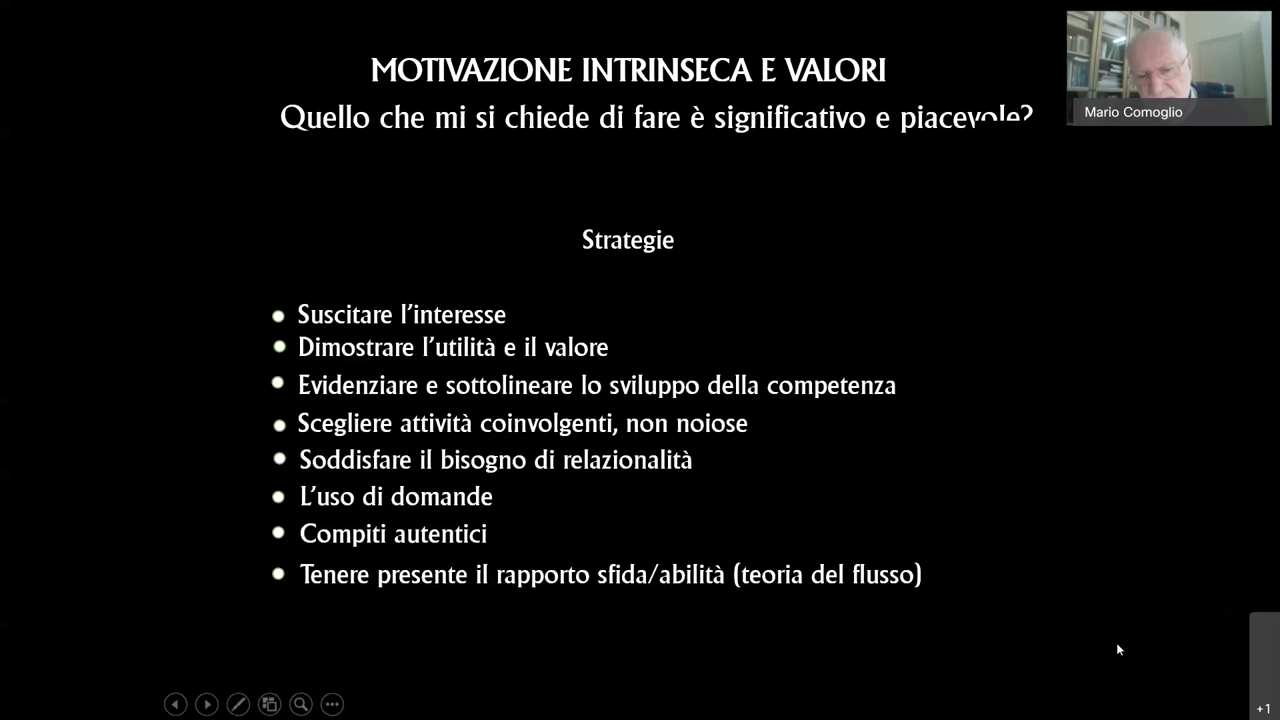 MOTIVAZIONE INTRINSECA E VALORI
Quello che mi si chiede di fare è significativo e piacevole?
Mario Comoglio
Strategie
Suscitare l'interesse
Dimostrare l'utilità e il valore
Evidenziare e sottolineare lo sviluppo della competenza
Scegliere attività coinvolgenti, non noiose
Soddisfare il bisogno di relazionalità
L'uso di domande
Compiti autentici
Tenere presente il rapporto sfida/abilità (teoria del flusso)
+1